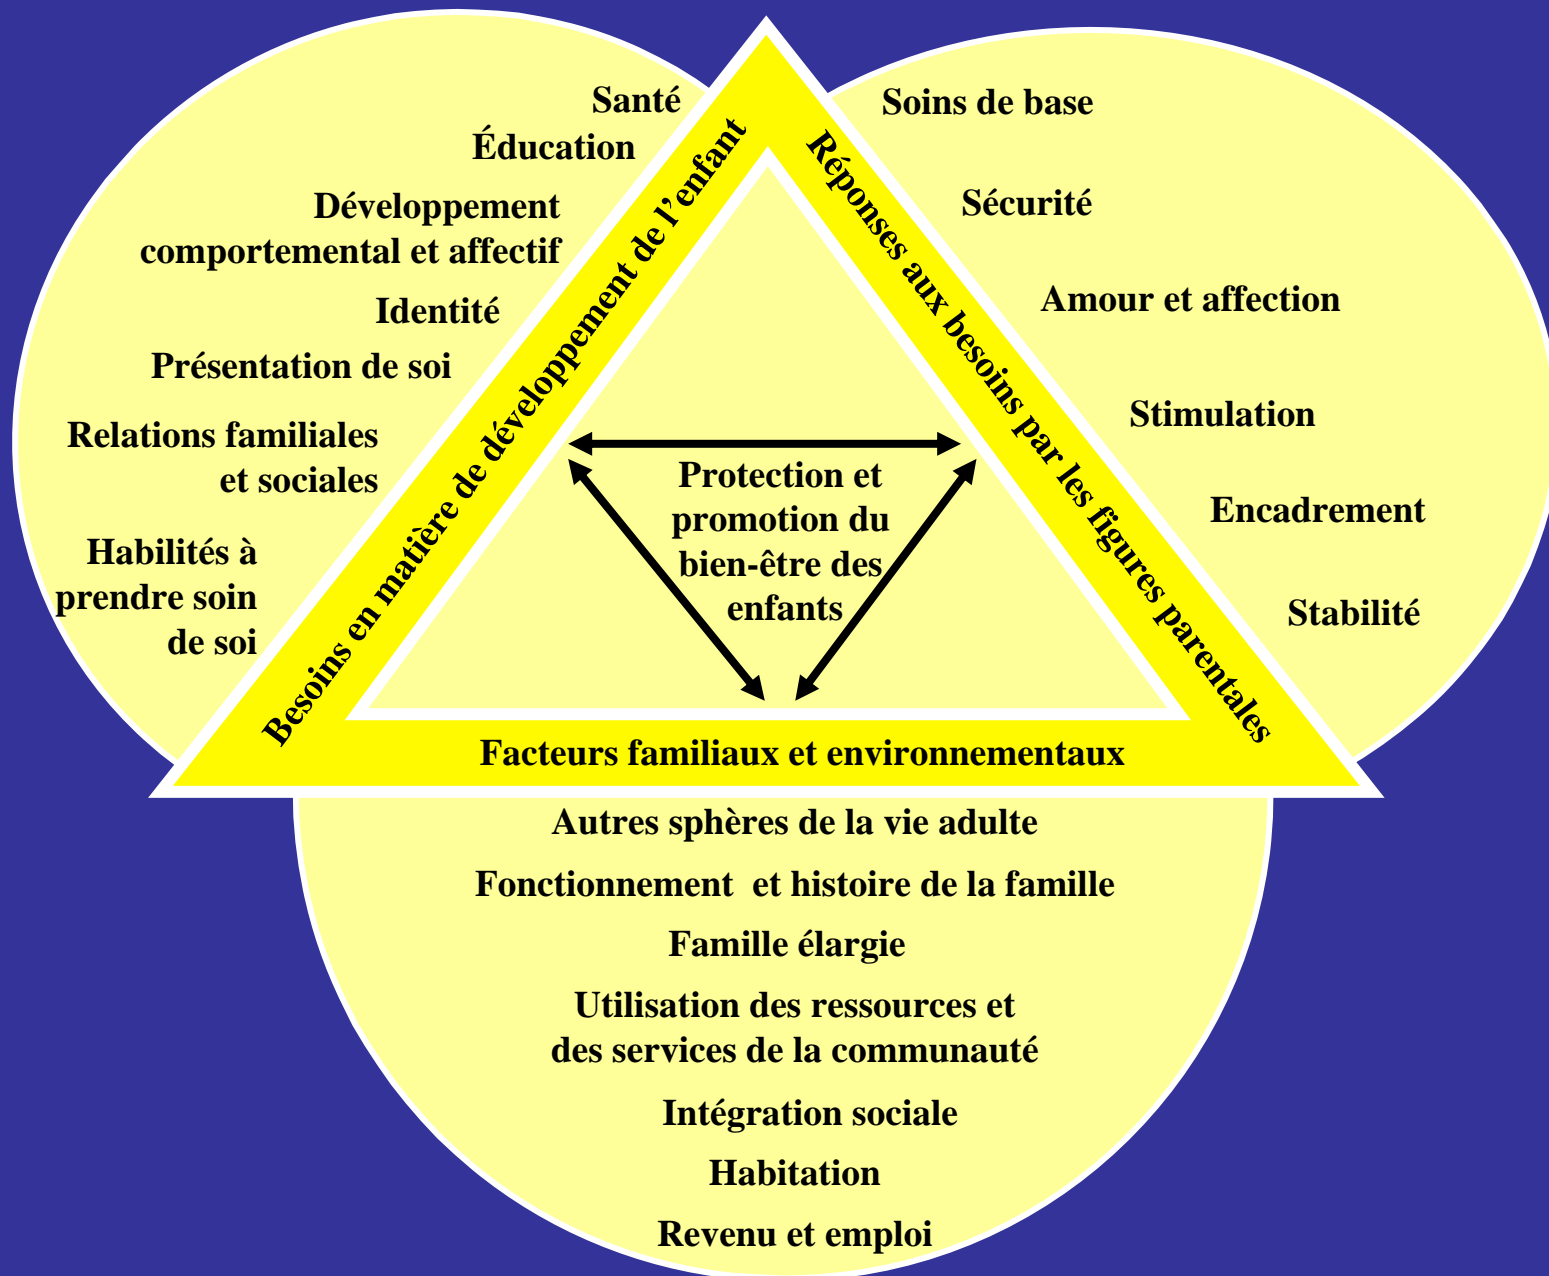 Santé
Éducation
Développement
comportemental et affectif
Identité
Présentation de soi
Relations familiales
et sociales
Habilités à
prendre soin
de soi
Besoins en matière de développement de l’enfant
Réponses aux besoins par les figures parentales
Soins de base
Sécurité
Amour et affection
Stimulation
Encadrement
Stabilité
Protection et
promotion du
bien-être des
enfants
Facteurs familiaux et environnementaux
Autres sphères de la vie adulte
Fonctionnement et histoire de la famille
Famille élargie
Utilisation des ressources et
des services de la communauté
Intégration sociale
Habitation
Revenu et emploi